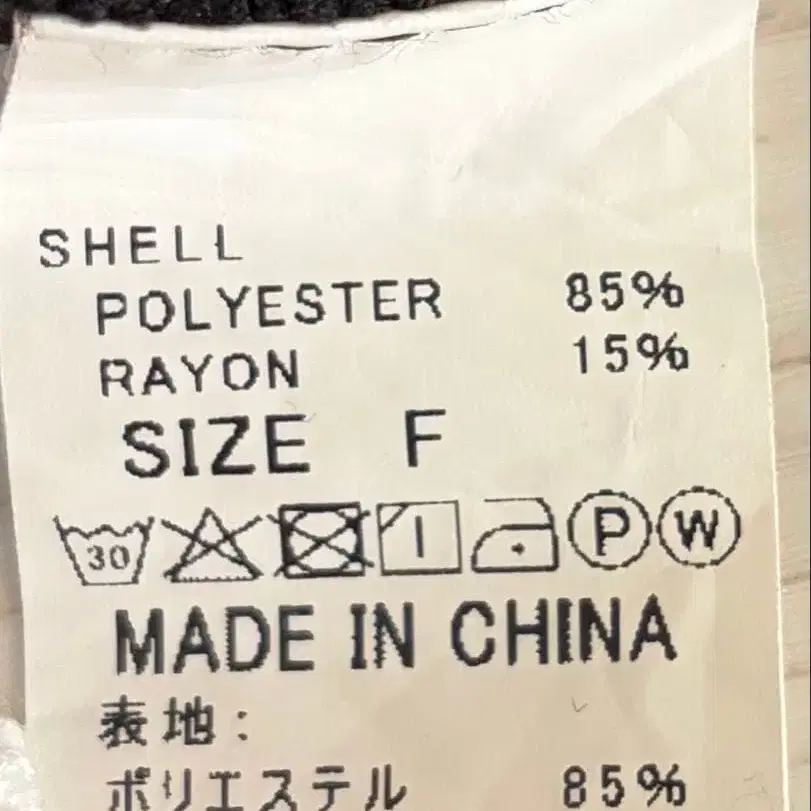 SHELL
POLYESTER 85%
RAYON 15%
SIZE F
30 P W
MADE IN CHINA
表地:
ポリエステル 85%